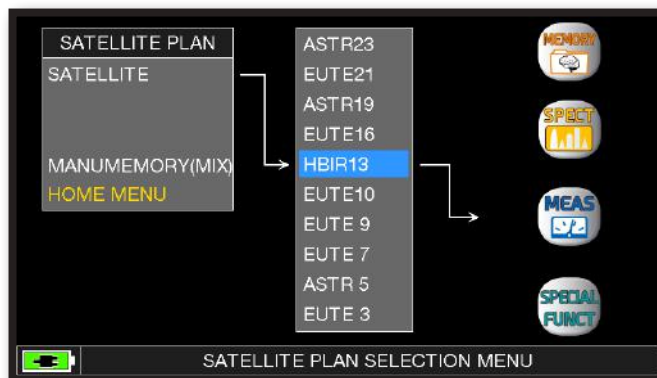 SATELLITE PLAN
SATELLITE
MANUMEMORY(MIX)
HOME MENU
ASTR23
EUTE21
ASTR19
EUTE16
HBIR13
EUTE10
EUTE 9
EUTE 7
ASTR 5
EUTE 3
MEMORY
SPECT
MEAS
SPECIAL
FUNCT
SATELLITE PLAN SELECTION MENU